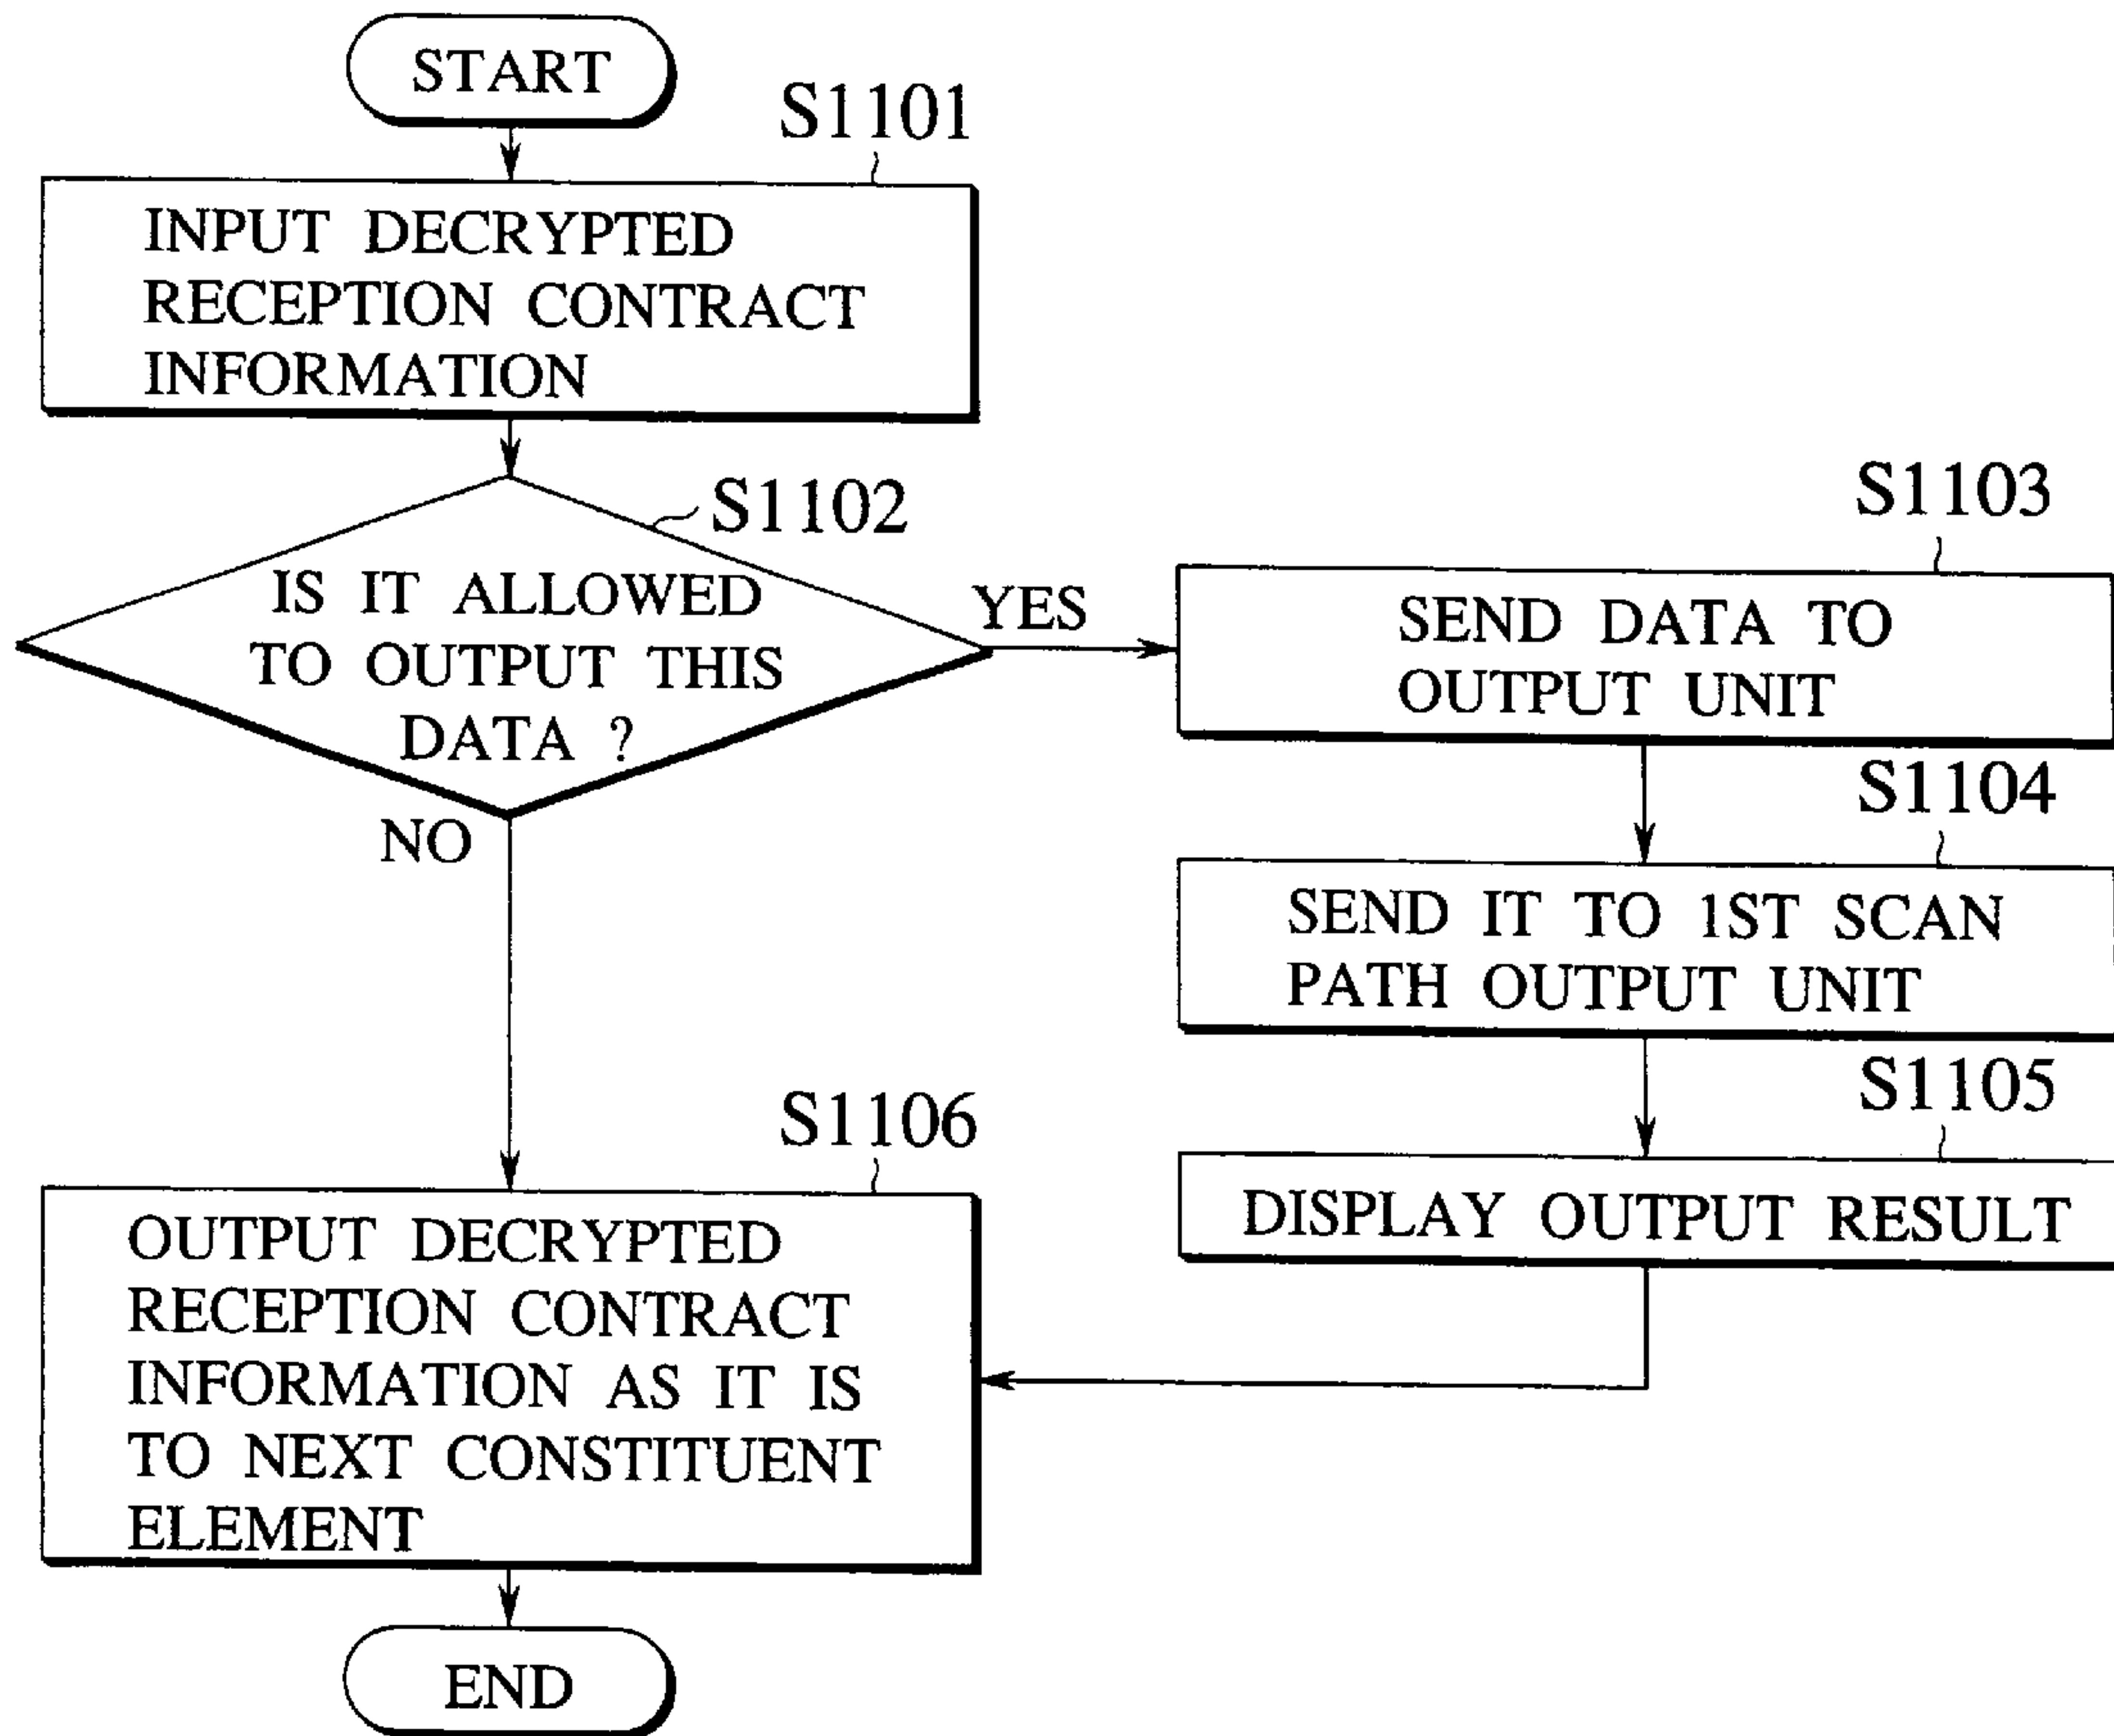 START
S1101
INPUT DECRYPTED
RECEPTION CONTRACT
INFORMATION
S1102
IS IT ALLOWED
TO OUTPUT THIS
DATA ?
YES
NO
S1103
SEND DATA TO
OUTPUT UNIT
S1104
SEND IT TO 1ST SCAN
PATH OUTPUT UNIT
S1105
DISPLAY OUTPUT RESULT
S1106
OUTPUT DECRYPTED
RECEPTION CONTRACT
INFORMATION AS IT IS
TO NEXT CONSTITUENT
ELEMENT
END